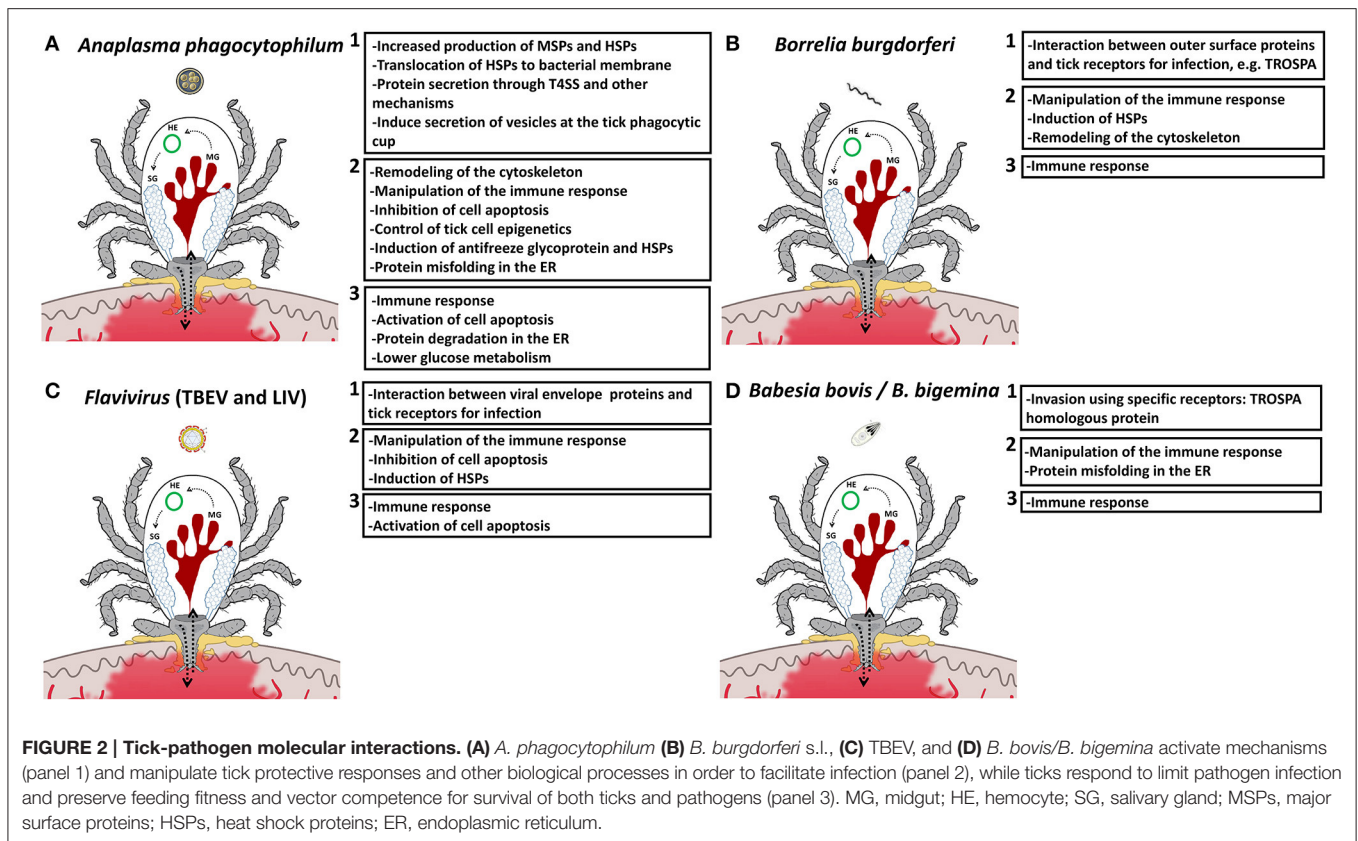 A Anaplasma phagocytophilum
1
-Increased production of MSPs and HSPs
-Translocation of HSPs to bacterial membrane
-Protein secretion through T4SS and other
mechanisms
-Induce secretion of vesicles at the tick phagocytic
cup
2
-Remodeling of the cytoskeleton
-Manipulation of the immune response
-Inhibition of cell apoptosis
-Control of tick cell epigenetics
-Induction of antifreeze glycoprotein and HSPs
-Protein misfolding in the ER
3
-Immune response
-Activation of cell apoptosis
-Protein degradation in the ER
-Lower glucose metabolism
HE
MG
SG
B Borrelia burgdorferi
1
-Interaction between outer surface proteins
and tick receptors for infection, e.g. TROSPA
2
-Manipulation of the immune response
-Induction of HSPs
-Remodeling of the cytoskeleton
3
-Immune response
HE
MG
SG
C Flavivirus (TBEV and LIV)
1
-Interaction between viral envelope proteins and
tick receptors for infection
2
-Manipulation of the immune response
-Inhibition of cell apoptosis
-Induction of HSPs
3
-Immune response
-Activation of cell apoptosis
HE
MG
SG
D Babesia bovis / B. bigemina
1
-Invasion using specific receptors: TROSPA
homologous protein
2
-Manipulation of the immune response
-Protein misfolding in the ER
3
-Immune response
HE
MG
SG
FIGURE 2 | Tick-pathogen molecular interactions. (A) A. phagocytophilum (B) B. burgdorferi s.l., (C) TBEV, and (D) B. bovis/B. bigemina activate mechanisms
(panel 1) and manipulate tick protective responses and other biological processes in order to facilitate infection (panel 2), while ticks respond to limit pathogen infection
and preserve feeding fitness and vector competence for survival of both ticks and pathogens (panel 3). MG, midgut; HE, hemocyte; SG, salivary gland; MSPs, major
surface proteins; HSPs, heat shock proteins; ER, endoplasmic reticulum.